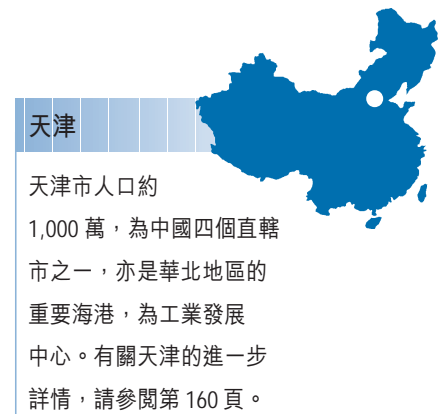 天津
天津市人口約
1,000 萬，為中國四個直轄
市之一，亦是華北地區的
重要海港，為工業發展
中心。有關天津的進一步
詳情，請參閱第 160 頁。